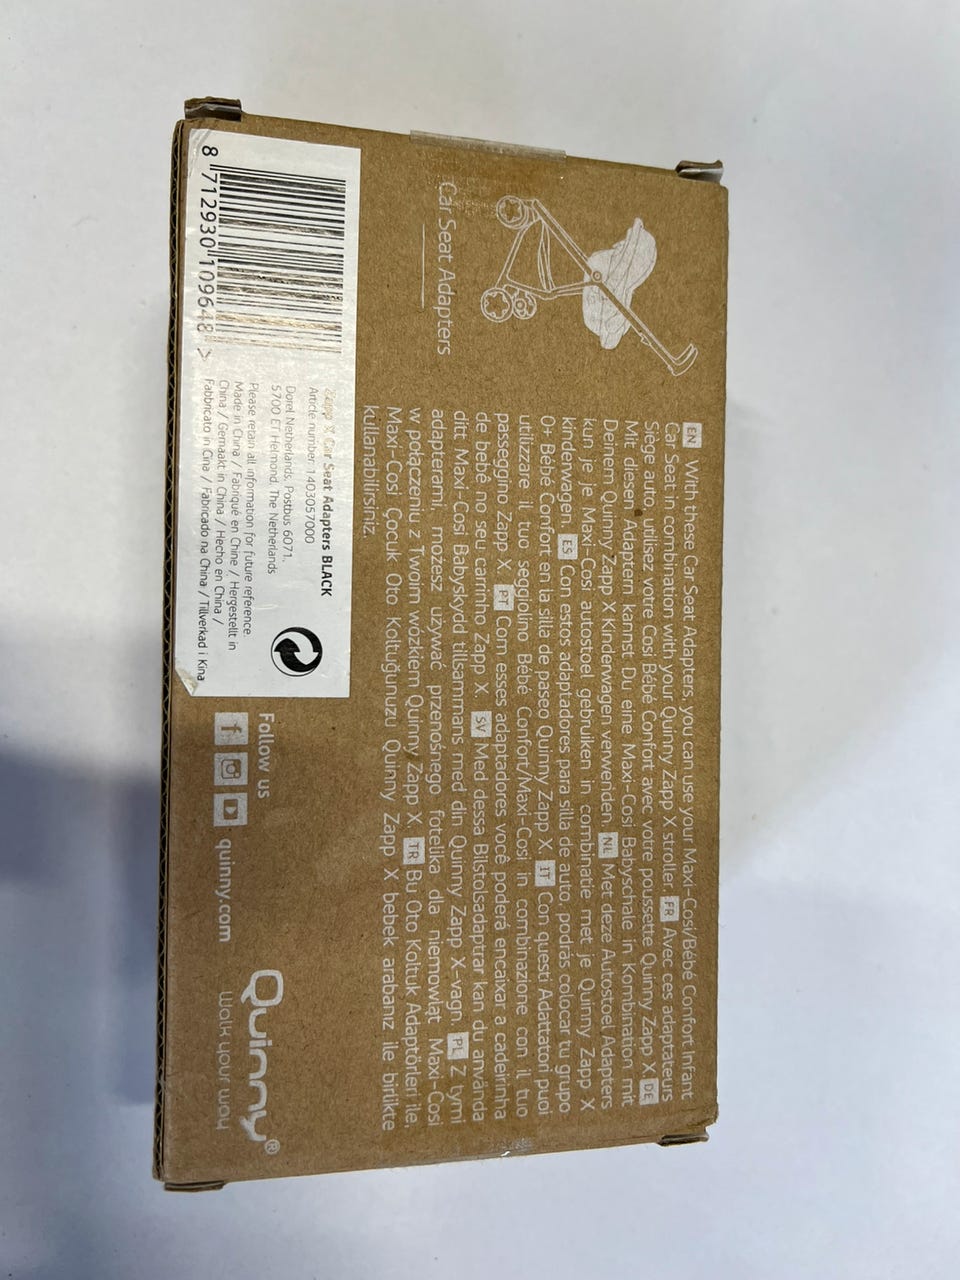 Car Seat Adapters
EN With these Car Seat Adapters, you can use your Maxi-Cosi/Bébé Confort Infant
Car Seat in combination with your Quinny Zapp X stroller. FR Avec ces adaptateurs
Siège auto, utilisez votre Cosi Bébé Confort avec votre poussette Quinny Zapp X. DE
Mit diesen Adaptern kannst Du eine Maxi-Cosi Babyschale in Kombination mit
Deinem Quinny Zapp X Kinderwagen verwenden. NL Met deze Autostoel Adapters
kun je je Maxi-Cosi autostoel gebruiken in combinatie met je Quinny Zapp X
kinderwagen. ES Con estos adaptadores para silla de auto, podrás colocar tu grupo
0+ Bébé Confort en la silla de paseo Quinny Zapp X. IT Con questi Adattatori puoi
utilizzare il tuo seggiolino Bébé Confort/Maxi-Cosi in combinazione con il tuo
passeggino Zapp X. PT Com esses adaptadores você poderá encaixar a cadeirinha
de bebê no seu carrinho Zapp X. SV Med dessa Bilstolsadaptrar kan du använda
ditt Maxi-Cosi Babyskydd tillsammans med din Quinny Zapp X-vagn. PL Z tymi
adapterami, możesz używać przenośnego fotelika dla niemowląt Maxi-Cosi
w połączeniu z Twoim wózkiem Quinny Zapp X. TR Bu Oto Koltuk Adaptörleri ile,
Maxi-Cosi Çocuk Oto Koltuğunuzu Quinny Zapp X bebek arabanız ile birlikte
kullanabilirsiniz.
8 712930 109648 >
Zapp X Car Seat Adapters BLACK
Article number: 1403057000
Dorel Netherlands, Postbus 6071,
5700 ET Helmond, The Netherlands
Please retain all information for future reference.
Made in China / Fabriqué en Chine / Hergestellt in
China / Gemaakt in China / Hecho en China /
Fabbricato in Cina / Fabricado na China / Tillverkad i Kina
Follow us
quinny.com
Quinny®
walk your way